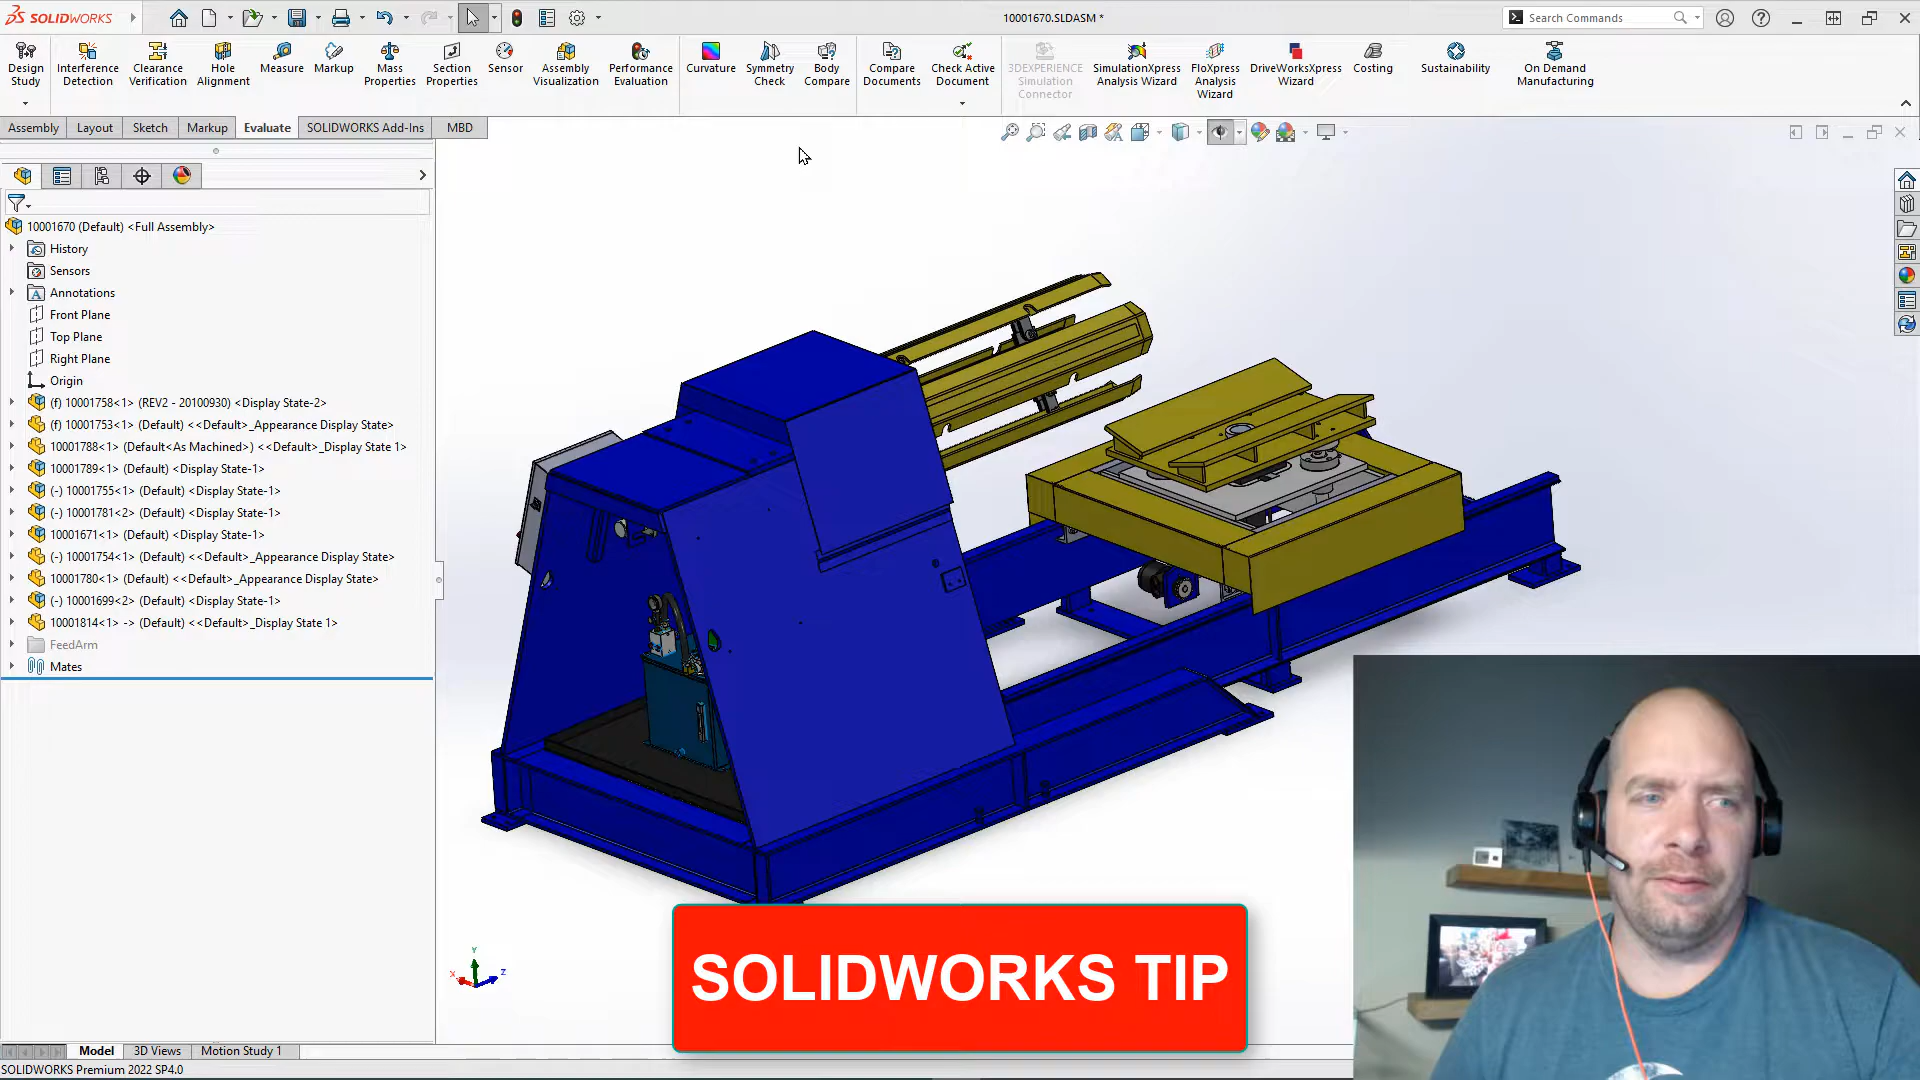 SOLIDWORKS
10001670.SLDASM *
Search Commands
Design Study
Interference Detection
Clearance Verification
Hole Alignment
Measure
Markup
Mass Properties
Section Properties
Sensor
Assembly Visualization
Performance Evaluation
Curvature
Symmetry Check
Body Compare
Compare Documents
Check Active Document
3DEXPERIENCE Simulation Connector
SimulationXpress Analysis Wizard
FloXpress Analysis Wizard
DriveWorksXpress Wizard
Costing
Sustainability
On Demand Manufacturing
Assembly
Layout
Sketch
Markup
Evaluate
SOLIDWORKS Add-Ins
MBD
10001670 (Default) <Full Assembly>
History
Sensors
Annotations
Front Plane
Top Plane
Right Plane
Origin
(f) 10001758<1> (REV2 - 20100930) <Display State-2>
(f) 10001753<1> (Default) <<Default>_Appearance Display State>
10001788<1> (Default<As Machined>) <<Default>_Display State 1>
10001789<1> (Default) <Display State-1>
(-) 10001755<1> (Default) <Display State-1>
(-) 10001781<2> (Default) <Display State-1>
10001671<1> (Default) <Display State-1>
(-) 10001754<1> (Default) <<Default>_Appearance Display State>
10001780<1> (Default) <<Default>_Appearance Display State>
(-) 10001699<2> (Default) <Display State-1>
10001814<1> -> (Default) <<Default>_Display State 1>
FeedArm
Mates
Y
X
Z
SOLIDWORKS TIP
Model
3D Views
Motion Study 1
SOLIDWORKS Premium 2022 SP4.0